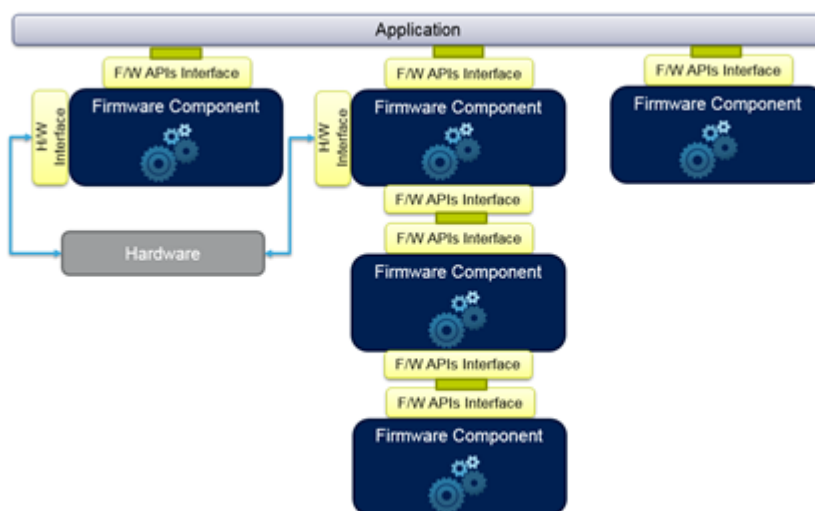 Application
F/W APIs Interface
F/W APIs Interface
F/W APIs Interface
H/W
Interface
Firmware Component
H/W
Interface
Firmware Component
Firmware Component
F/W APIs Interface
F/W APIs Interface
Hardware
Firmware Component
F/W APIs Interface
F/W APIs Interface
Firmware Component